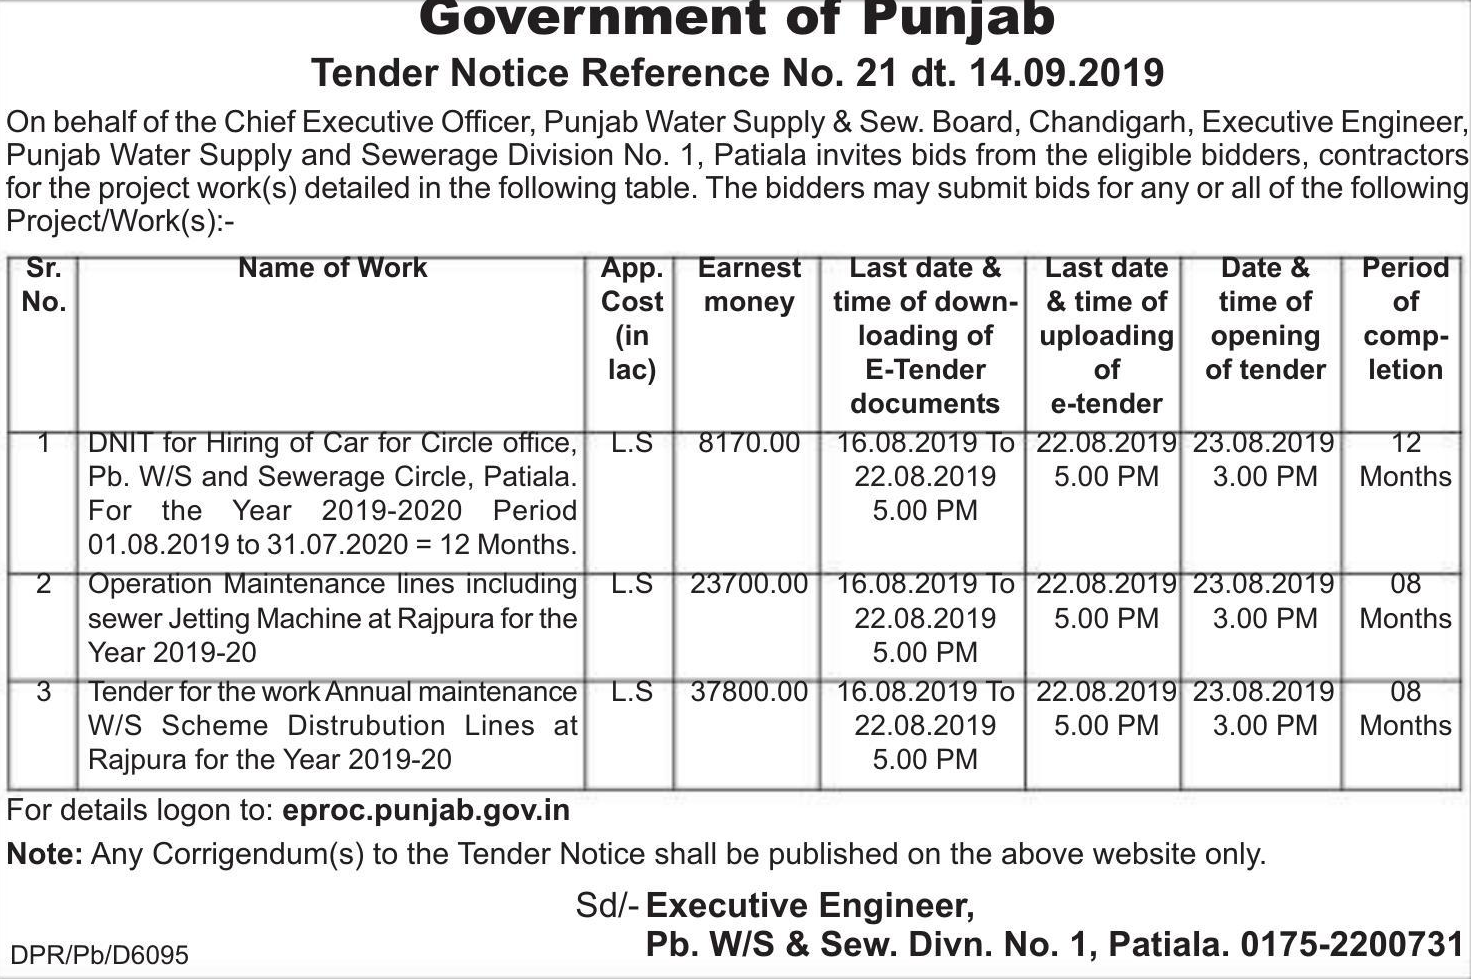 Government of Punjab
Tender Notice Reference No. 21 dt. 14.09.2019
On behalf of the Chief Executive Officer, Punjab Water Supply & Sew. Board, Chandigarh, Executive Engineer,
Punjab Water Supply and Sewerage Division No. 1, Patiala invites bids from the eligible bidders, contractors
for the project work(s) detailed in the following table. The bidders may submit bids for any or all of the following
Project/Work(s):-
Sr. Name of Work App. Earnest Last date & Last date Date & Period
No. Cost money time of down- & time of time of of
(in loading of uploading opening comp-
lac) E-Tender of of tender letion
documents e-tender
1 DNIT for Hiring of Car for Circle office, L.S 8170.00 16.08.2019 To 22.08.2019 23.08.2019 12
Pb. W/S and Sewerage Circle, Patiala. 22.08.2019 5.00 PM 3.00 PM Months
For the Year 2019-2020 Period 5.00 PM
01.08.2019 to 31.07.2020 = 12 Months.
2 Operation Maintenance lines including L.S 23700.00 16.08.2019 To 22.08.2019 23.08.2019 08
sewer Jetting Machine at Rajpura for the 22.08.2019 5.00 PM 3.00 PM Months
Year 2019-20 5.00 PM
3 Tender for the work Annual maintenance L.S 37800.00 16.08.2019 To 22.08.2019 23.08.2019 08
W/S Scheme Distrubution Lines at 22.08.2019 5.00 PM 3.00 PM Months
Rajpura for the Year 2019-20 5.00 PM
For details logon to: eproc.punjab.gov.in
Note: Any Corrigendum(s) to the Tender Notice shall be published on the above website only.
Sd/- Executive Engineer,
Pb. W/S & Sew. Divn. No. 1, Patiala. 0175-2200731
DPR/Pb/D6095